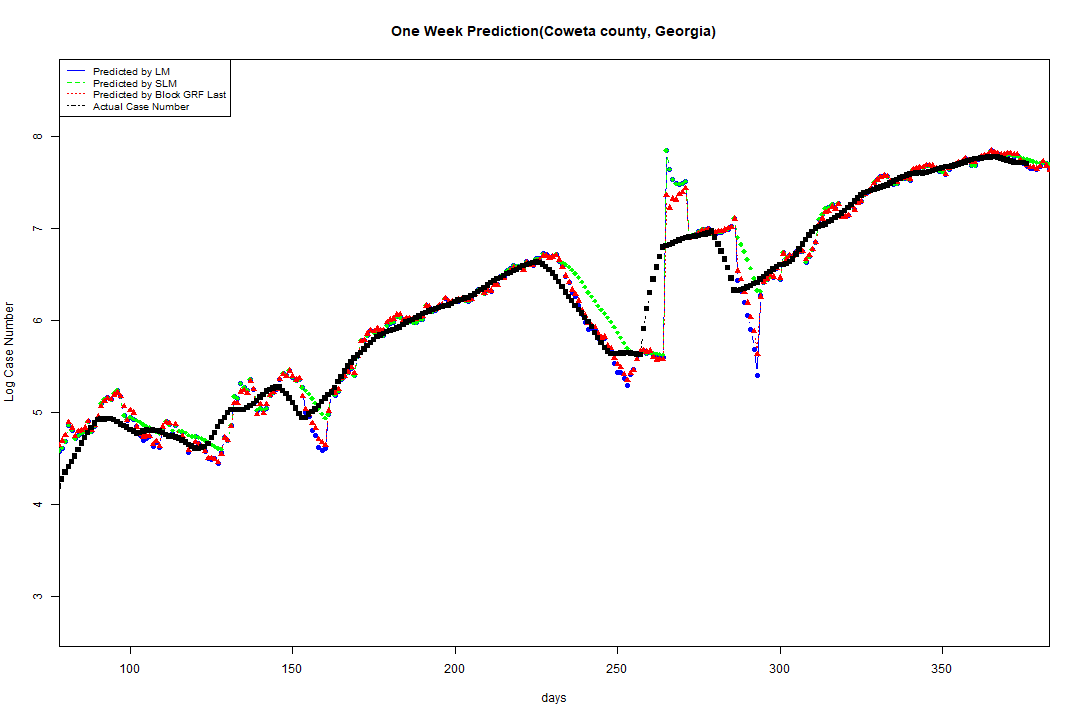 One Week Prediction(Coweta county, Georgia)
Predicted by LM
Predicted by SLM
Predicted by Block GRF Last
Actual Case Number
8
7
6
5
4
3
Log Case Number
100 150 200 250 300 350
days